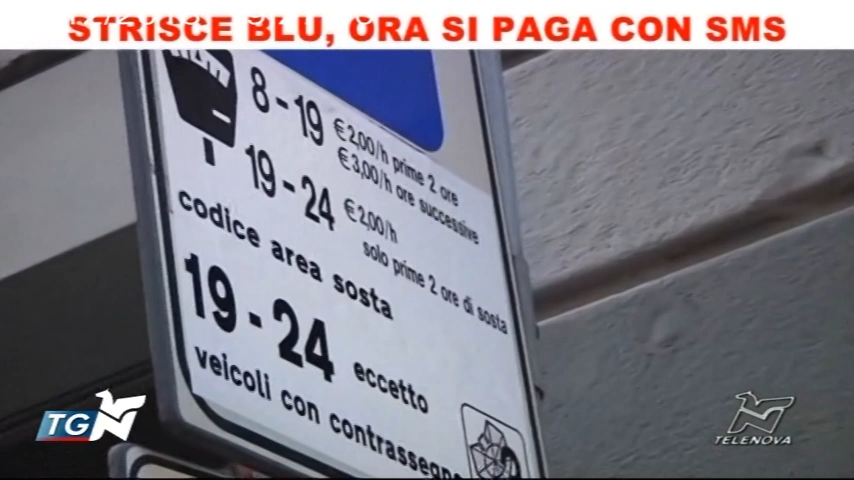 STRISCE BLU, ORA SI PAGA CON SMS
8-19 €2,00/h prime 2 ore
€3,00/h ore successive
19-24 €2,00/h
solo prime 2 ore di sosta
codice area sosta
19-24 eccetto
veicoli con contrassegno
TGN
TELENOVA